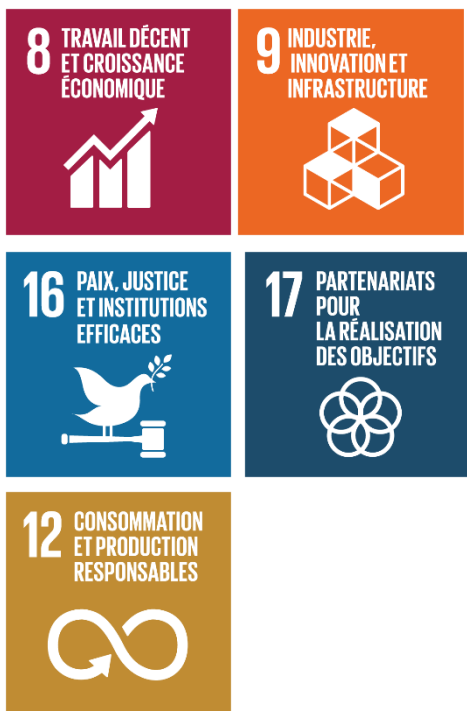 8 TRAVAIL DÉCENT
ET CROISSANCE
ÉCONOMIQUE
9 INDUSTRIE,
INNOVATION ET
INFRASTRUCTURE
16 PAIX, JUSTICE
ET INSTITUTIONS
EFFICACES
17 PARTENARIATS
POUR
LA RÉALISATION
DES OBJECTIFS
12 CONSOMMATION
ET PRODUCTION
RESPONSABLES